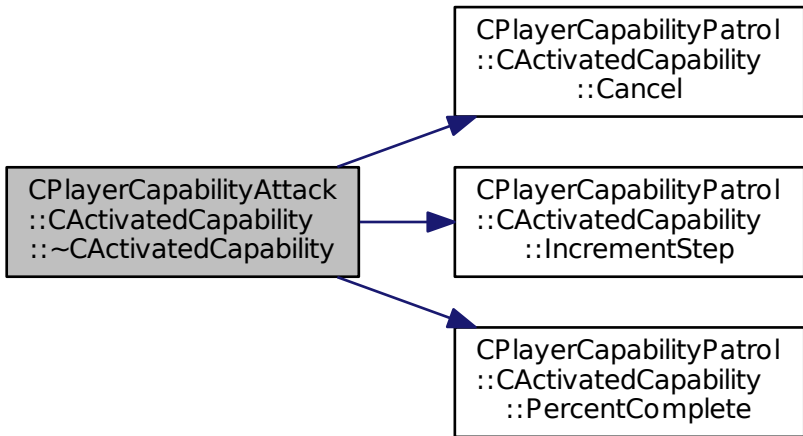 CPlayerCapabilityPatrol
::CActivatedCapability
::Cancel
CPlayerCapabilityAttack
::CActivatedCapability
::~CActivatedCapability
CPlayerCapabilityPatrol
::CActivatedCapability
::IncrementStep
CPlayerCapabilityPatrol
::CActivatedCapability
::PercentComplete